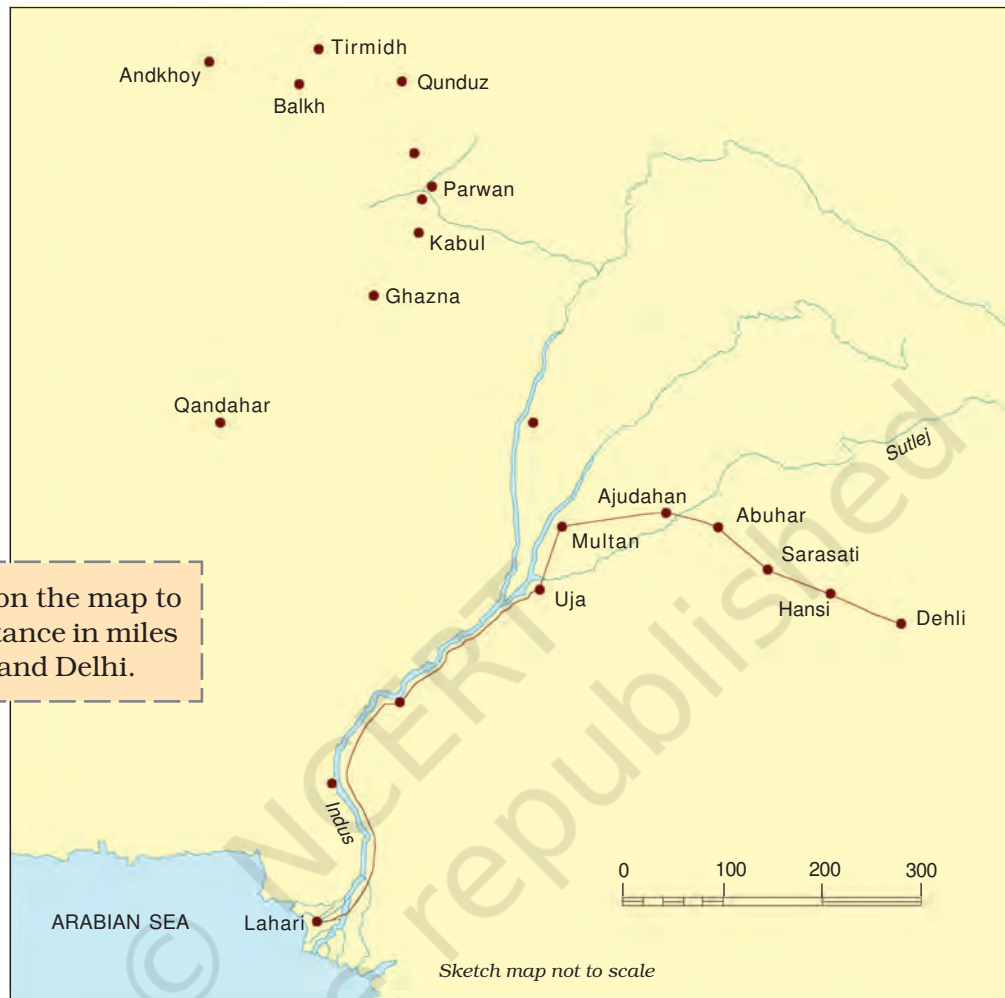 Tirmidh
Andkhoy
Qunduz
Balkh
Parwan
Kabul
Ghazna
Qandahar
Sutlej
Ajudahan
Abuhar
Multan
Sarasati
on the map to
tance in miles
and Delhi.
Uja
Hansi
Dehli
Indus
0 100 200 300
ARABIAN SEA
Lahari
Sketch map not to scale
© NCERT
republished